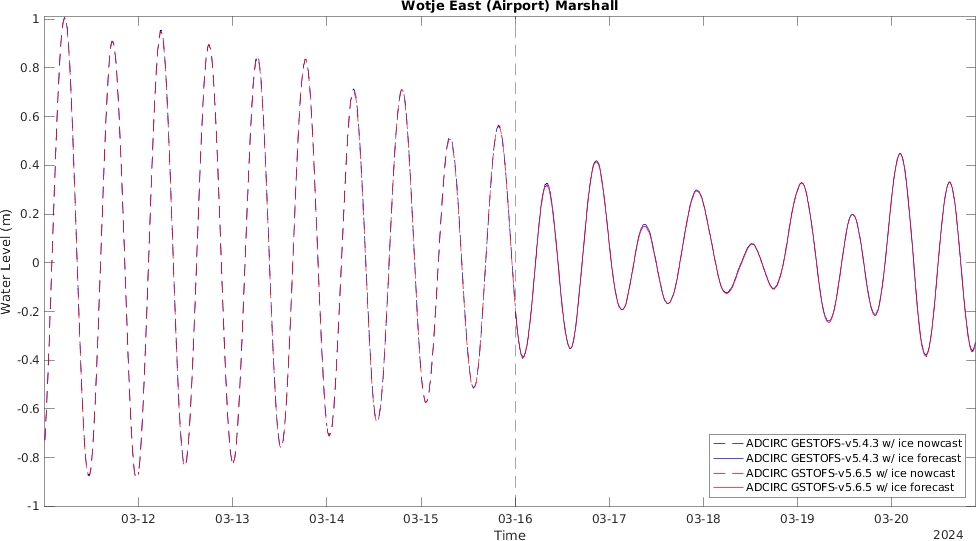 Wotje East (Airport) Marshall
1
0.8
0.6
0.4
0.2
0
-0.2
-0.4
-0.6
-0.8
-1
Water Level (m)
03-12 03-13 03-14 03-15 03-16 03-17 03-18 03-19 03-20
Time
2024
ADCIRC GESTOFS-v5.4.3 w/ ice nowcast
ADCIRC GESTOFS-v5.4.3 w/ ice forecast
ADCIRC GSTOFS-v5.6.5 w/ ice nowcast
ADCIRC GSTOFS-v5.6.5 w/ ice forecast